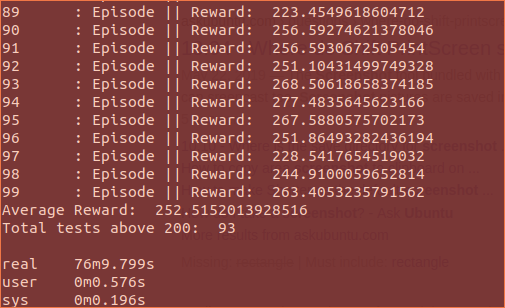 89      : Episode || Reward:  223.4549618604712
90      : Episode || Reward:  256.59274621378046
91      : Episode || Reward:  256.5930672505454
92      : Episode || Reward:  251.10431499749328
93      : Episode || Reward:  268.50618658374185
94      : Episode || Reward:  277.4835645623166
95      : Episode || Reward:  267.5880575702173
96      : Episode || Reward:  251.86493282436194
97      : Episode || Reward:  228.5417654519032
98      : Episode || Reward:  244.9100059652814
99      : Episode || Reward:  263.4053235791562
Average Reward:  252.5152013928516
Total tests above 200:  93
real    76m9.799s
user    0m0.576s
sys     0m0.196s